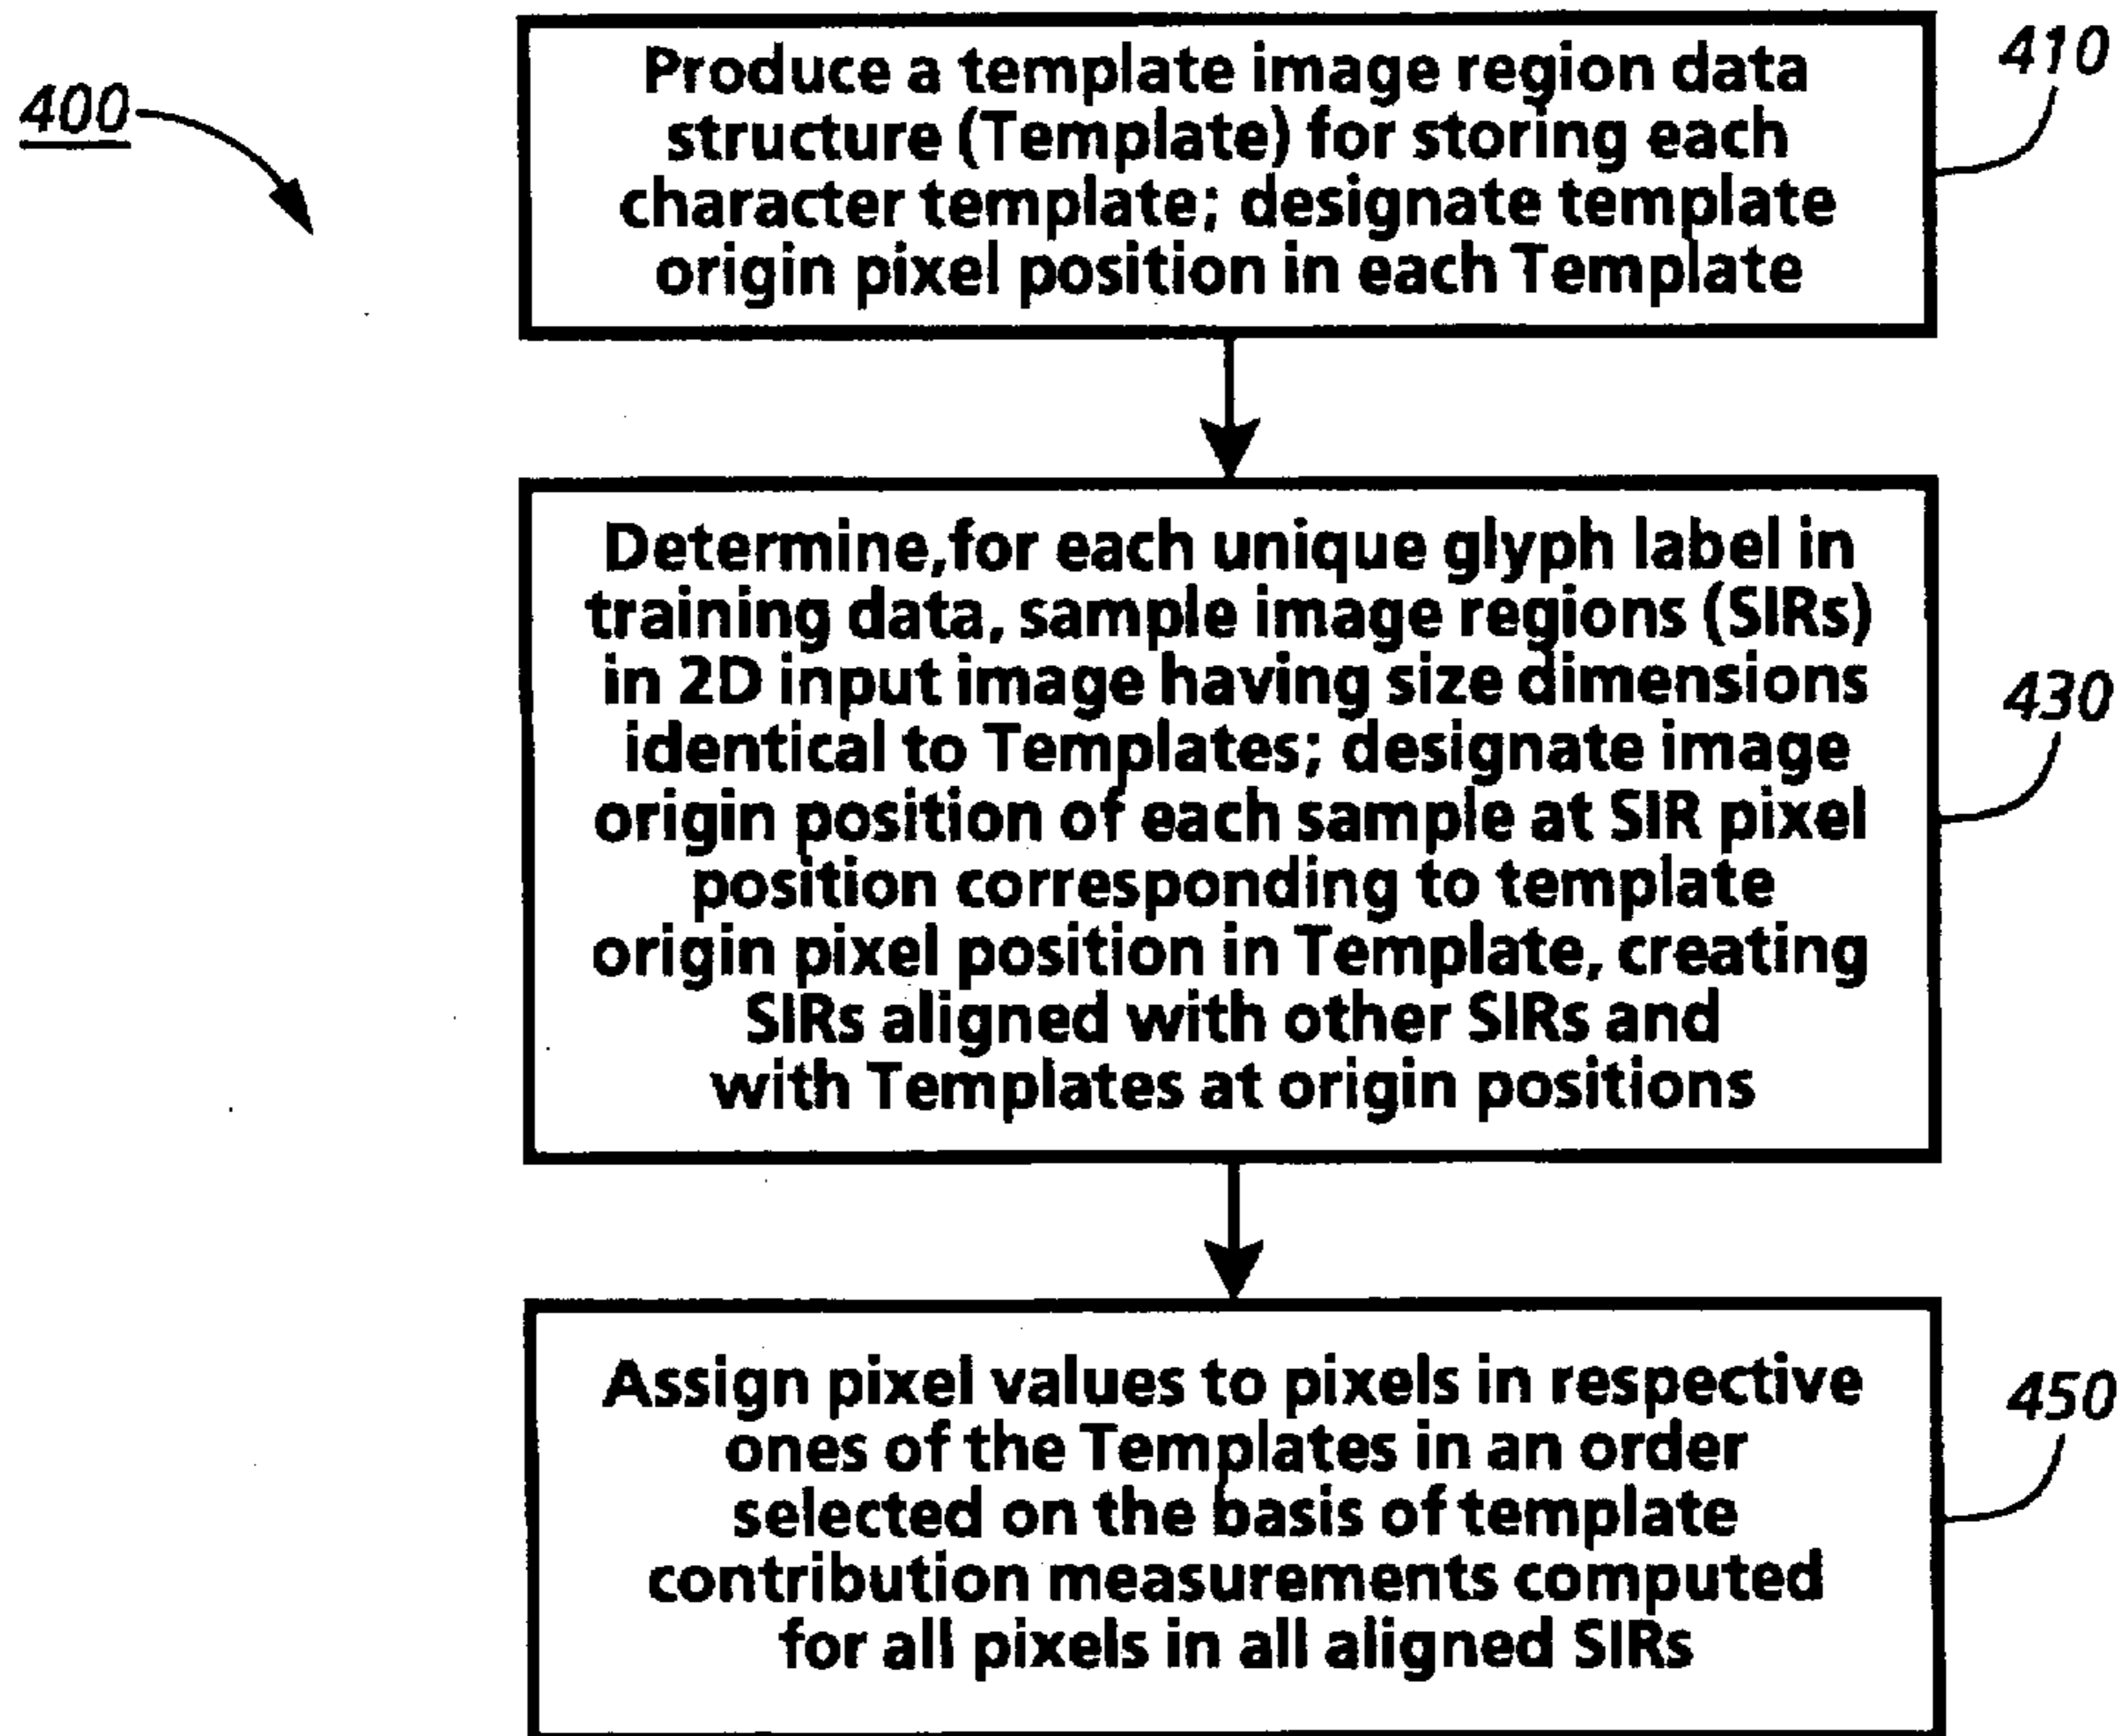 400
410
Produce a template image region data
structure (Template) for storing each
character template; designate template
origin pixel position in each Template
Determine,for each unique glyph label in
training data, sample image regions (SIRs)
in 2D input image having size dimensions
identical to Templates; designate image
origin position of each sample at SIR pixel
position corresponding to template
origin pixel position in Template, creating
SIRs aligned with other SIRs and
with Templates at origin positions
430
Assign pixel values to pixels in respective
ones of the Templates in an order
selected on the basis of template
contribution measurements computed
for all pixels in all aligned SIRs
450